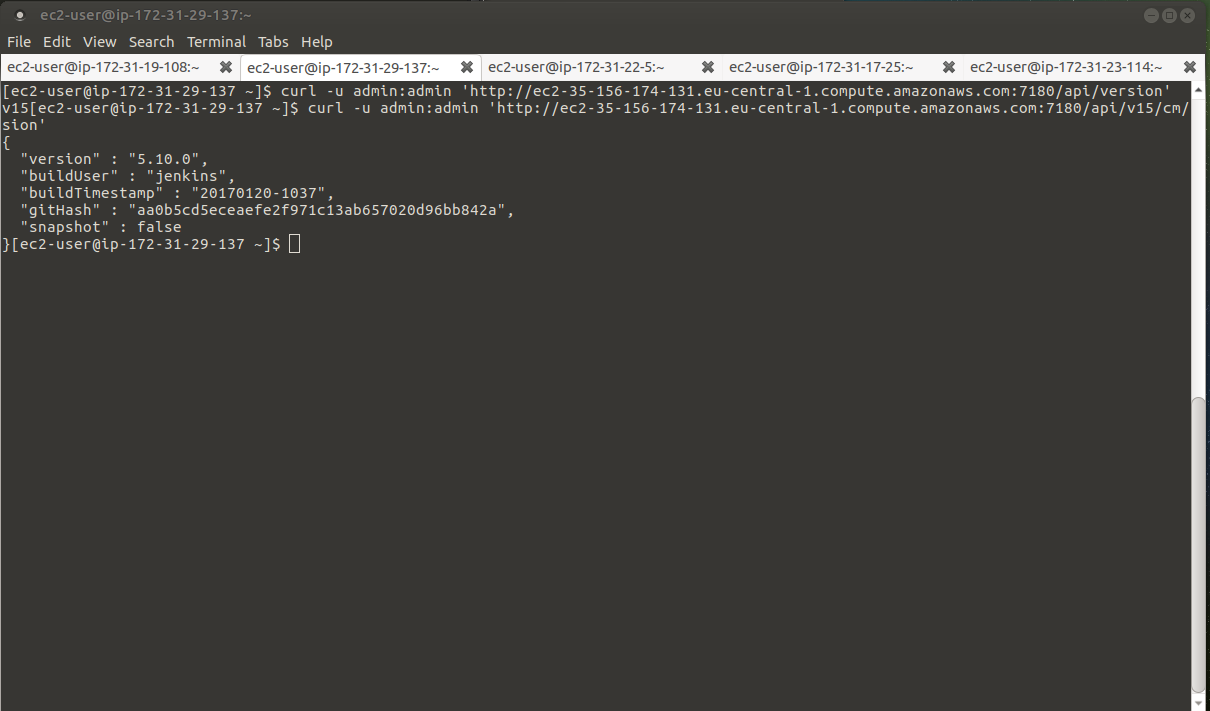 ec2-user@ip-172-31-29-137:~
File Edit View Search Terminal Tabs Help
ec2-user@ip-172-31-19-108:~ ec2-user@ip-172-31-29-137:~ ec2-user@ip-172-31-22-5:~ ec2-user@ip-172-31-17-25:~ ec2-user@ip-172-31-23-114:~
[ec2-user@ip-172-31-29-137 ~]$ curl -u admin:admin 'http://ec2-35-156-174-131.eu-central-1.compute.amazonaws.com:7180/api/version'
v15[ec2-user@ip-172-31-29-137 ~]$ curl -u admin:admin 'http://ec2-35-156-174-131.eu-central-1.compute.amazonaws.com:7180/api/v15/cm/
sion'
{
  "version" : "5.10.0",
  "buildUser" : "jenkins",
  "buildTimestamp" : "20170120-1037",
  "gitHash" : "aa0b5cd5eceaefe2f971c13ab657020d96bb842a",
  "snapshot" : false
}[ec2-user@ip-172-31-29-137 ~]$